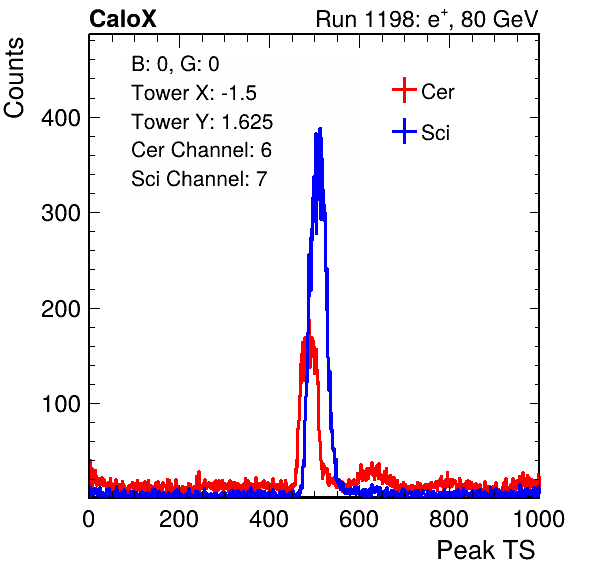 CaloX
Run 1198: e+, 80 GeV
Counts
B: 0, G: 0
Tower X: -1.5
Tower Y: 1.625
Cer Channel: 6
Sci Channel: 7
Cer
Sci
400
300
200
100
0 200 400 600 800 1000
Peak TS